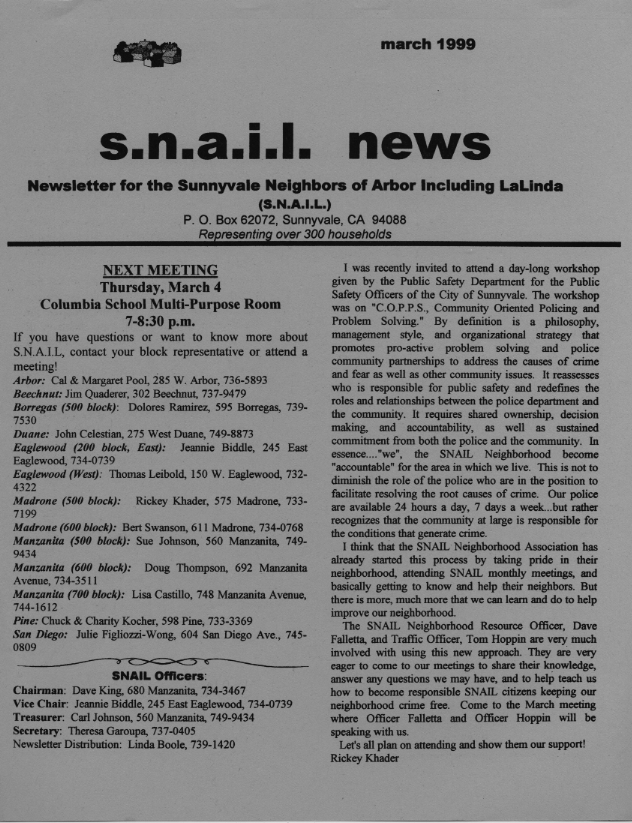 march 1999
s.n.a.i.l. news
Newsletter for the Sunnyvale Neighbors of Arbor Including LaLinda
(S.N.A.I.L.)
P. O. Box 62072, Sunnyvale, CA 94088
Representing over 300 households
NEXT MEETING
Thursday, March 4
Columbia School Multi-Purpose Room
7-8:30 p.m.
If you have questions or want to know more about
S.N.A.I.L, contact your block representative or attend a
meeting!
Arbor: Cal & Margaret Pool, 285 W. Arbor, 736-5893
Beechnut: Jim Quaderer, 302 Beechnut, 737-9479
Borregas (500 block): Dolores Ramirez, 595 Borregas, 739-
7530
Duane: John Celestian, 275 West Duane, 749-8873
Eaglewood (200 block, East): Jeannie Biddle, 245 East
Eaglewood, 734-0739
Eaglewood (West): Thomas Leibold, 150 W. Eaglewood, 732-
4322
Madrone (500 block): Rickey Khader, 575 Madrone, 733-
7199
Madrone (600 block): Bert Swanson, 611 Madrone, 734-0768
Manzanita (500 block): Sue Johnson, 560 Manzanita, 749-
9434
Manzanita (600 block): Doug Thompson, 692 Manzanita
Avenue, 734-3511
Manzanita (700 block): Lisa Castillo, 748 Manzanita Avenue,
744-1612
Pine: Chuck & Charity Kocher, 598 Pine, 733-3369
San Diego: Julie Figliozzi-Wong, 604 San Diego Ave., 745-
0809
SNAIL Officers:
Chairman: Dave King, 680 Manzanita, 734-3467
Vice Chair: Jeannie Biddle, 245 East Eaglewood, 734-0739
Treasurer: Carl Johnson, 560 Manzanita, 749-9434
Secretary: Theresa Garoupa, 737-0405
Newsletter Distribution: Linda Boole, 739-1420
I was recently invited to attend a day-long workshop
given by the Public Safety Department for the Public
Safety Officers of the City of Sunnyvale. The workshop
was on "C.O.P.P.S., Community Oriented Policing and
Problem Solving." By definition is a philosophy,
management style, and organizational strategy that
promotes pro-active problem solving and police
community partnerships to address the causes of crime
and fear as well as other community issues. It reassesses
who is responsible for public safety and redefines the
roles and relationships between the police department and
the community. It requires shared ownership, decision
making, and accountability, as well as sustained
commitment from both the police and the community. In
essence...."we", the SNAIL Neighborhood become
"accountable" for the area in which we live. This is not to
diminish the role of the police who are in the position to
facilitate resolving the root causes of crime. Our police
are available 24 hours a day, 7 days a week...but rather
recognizes that the community at large is responsible for
the conditions that generate crime.
I think that the SNAIL Neighborhood Association has
already started this process by taking pride in their
neighborhood, attending SNAIL monthly meetings, and
basically getting to know and help their neighbors. But
there is more, much more that we can learn and do to help
improve our neighborhood.
The SNAIL Neighborhood Resource Officer, Dave
Falletta, and Traffic Officer, Tom Hoppin are very much
involved with using this new approach. They are very
eager to come to our meetings to share their knowledge,
answer any questions we may have, and to help teach us
how to become responsible SNAIL citizens keeping our
neighborhood crime free. Come to the March meeting
where Officer Falletta and Officer Hoppin will be
speaking with us.
Let's all plan on attending and show them our support!
Rickey Khader